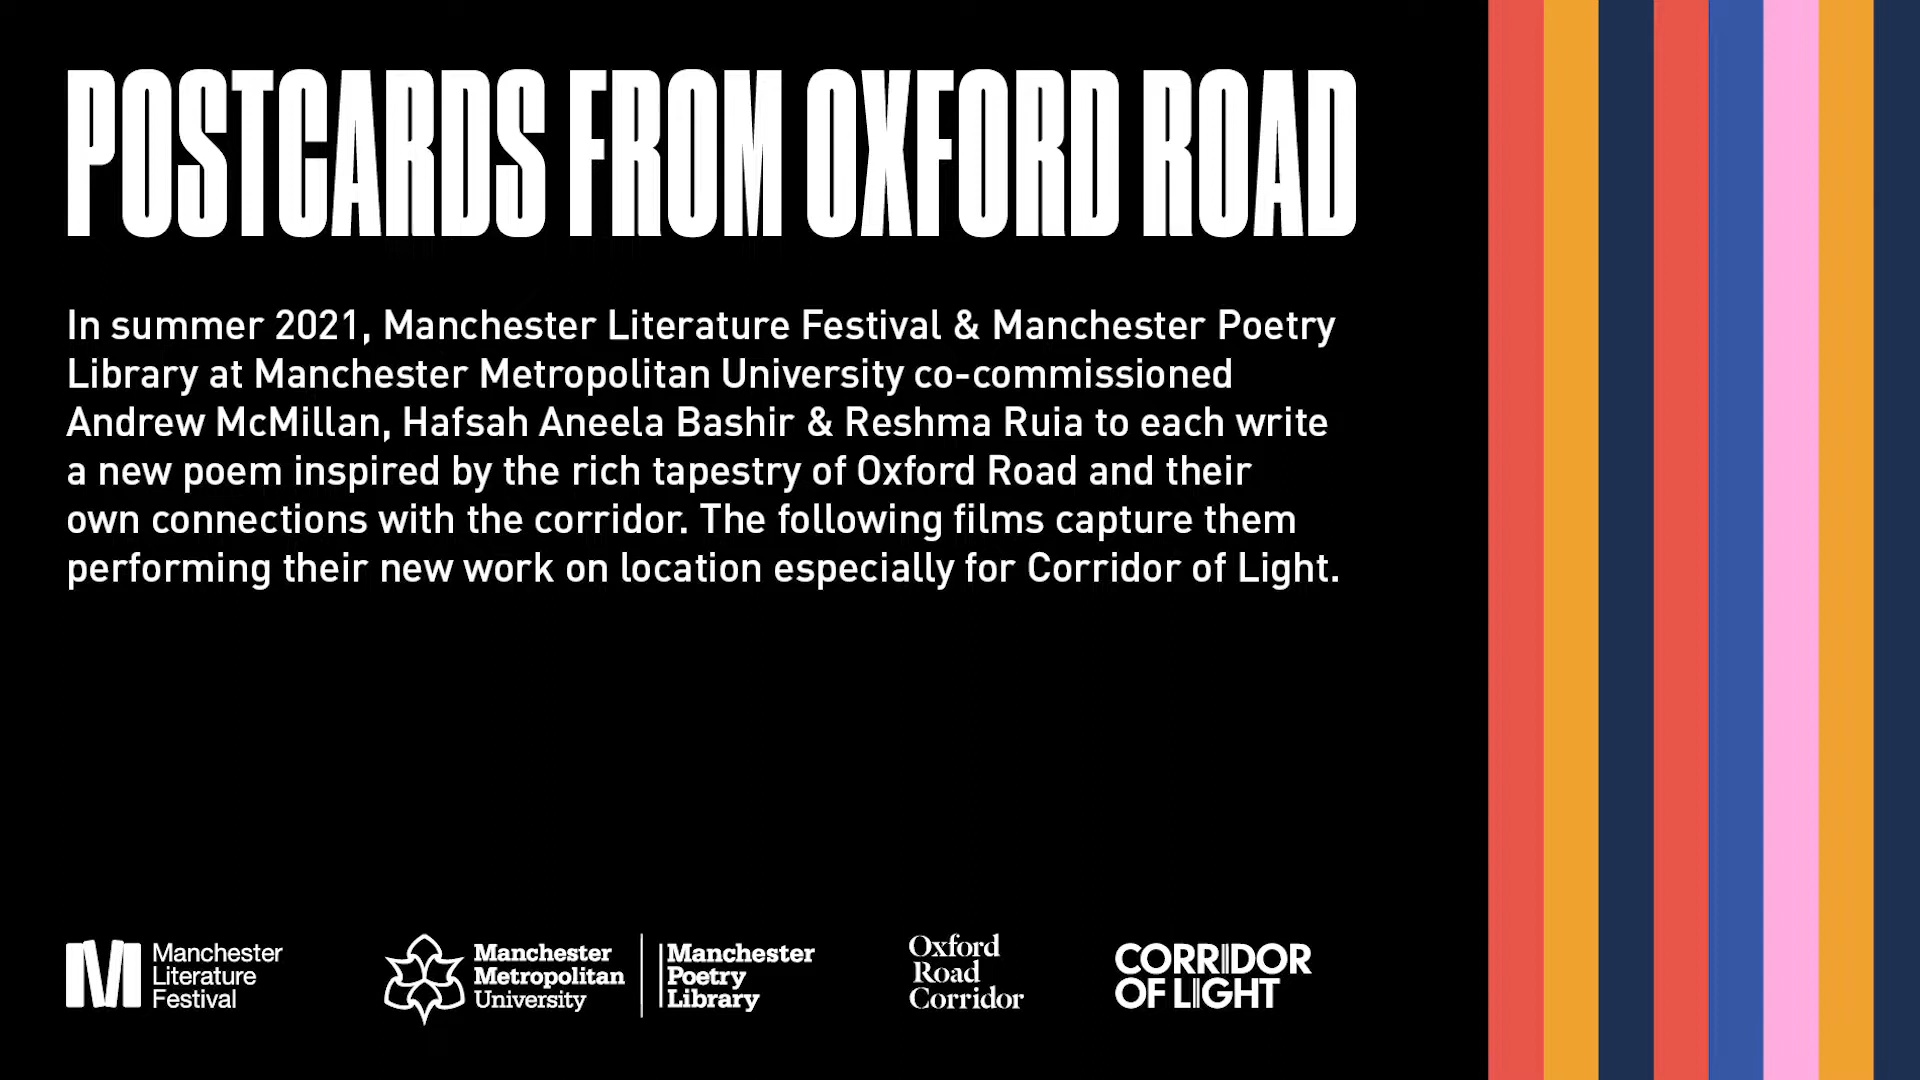 POSTCARDS FROM OXFORD ROAD
In summer 2021, Manchester Literature Festival & Manchester Poetry
Library at Manchester Metropolitan University co-commissioned
Andrew McMillan, Hafsah Aneela Bashir & Reshma Ruia to each write
a new poem inspired by the rich tapestry of Oxford Road and their
own connections with the corridor. The following films capture them
performing their new work on location especially for Corridor of Light.
Manchester
Literature
Festival
Manchester
Metropolitan
University
Manchester
Poetry
Library
Oxford
Road
Corridor
CORRIDOR
OF LIGHT